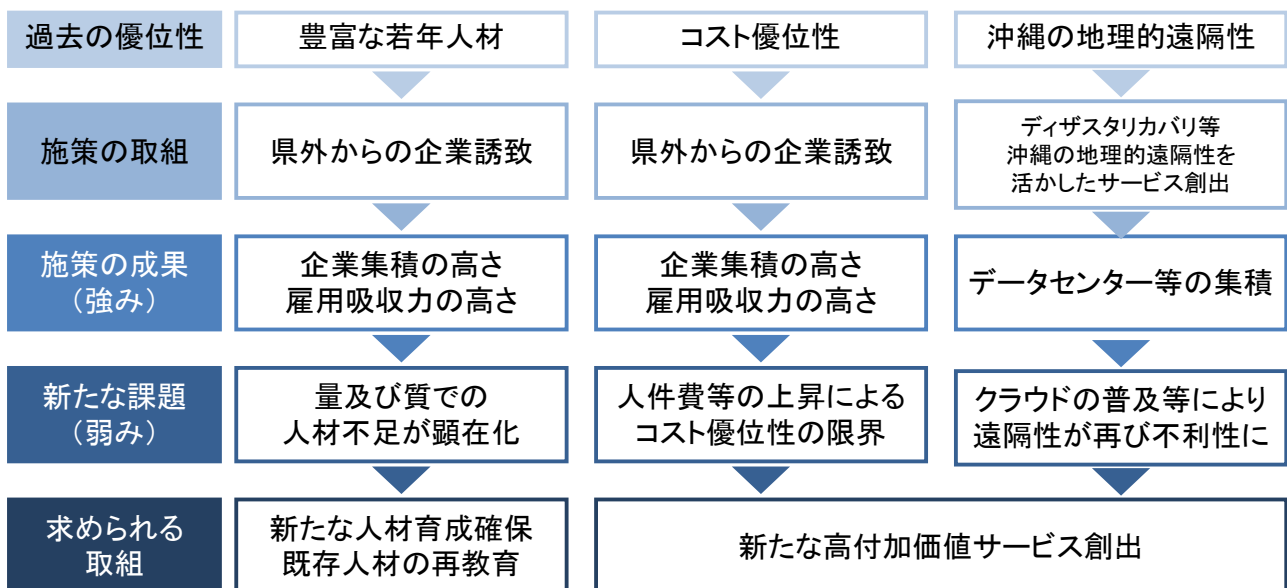 過去の優位性
豊富な若年人材
コスト優位性
沖縄の地理的遠隔性
施策の取組
県外からの企業誘致
県外からの企業誘致
ディザスタリカバリ等
沖縄の地理的遠隔性を
活かしたサービス創出
施策の成果
（強み）
企業集積の高さ
雇用吸収力の高さ
企業集積の高さ
雇用吸収力の高さ
データセンター等の集積
新たな課題
（弱み）
量及び質での
人材不足が顕在化
人件費等の上昇による
コスト優位性の限界
クラウドの普及等により
遠隔性が再び不利性に
求められる
取組
新たな人材育成確保
既存人材の再教育
新たな高付加価値サービス創出